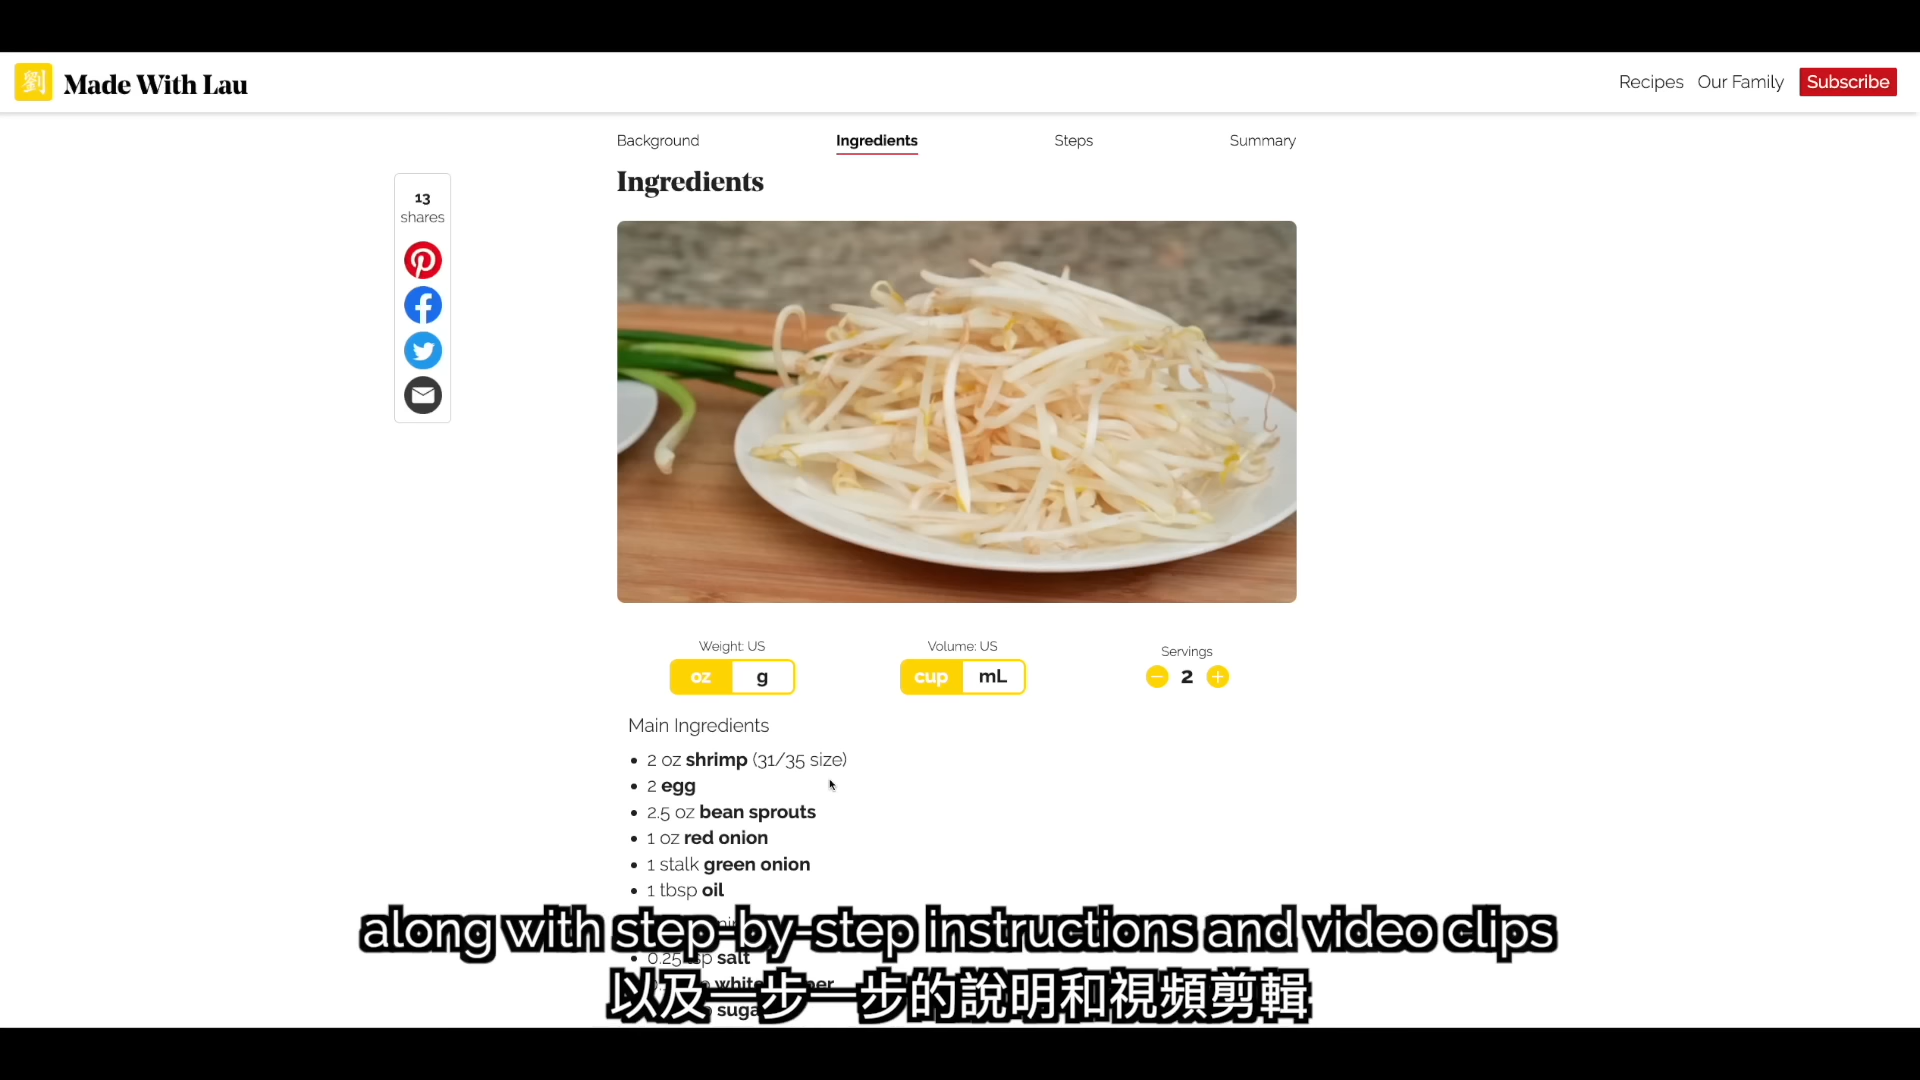 劉 Made With Lau
Recipes Our Family Subscribe
Background Ingredients Steps Summary
13
shares
Ingredients
Weight: US Volume: US Servings
oz g cup mL 2
Main Ingredients
2 oz shrimp (31/35 size)
2 egg
2.5 oz bean sprouts
1 oz red onion
1 stalk green onion
1 tbsp oil
along with step-by-step instructions and video clips
salt
以及一步一步的說明和視頻剪輯